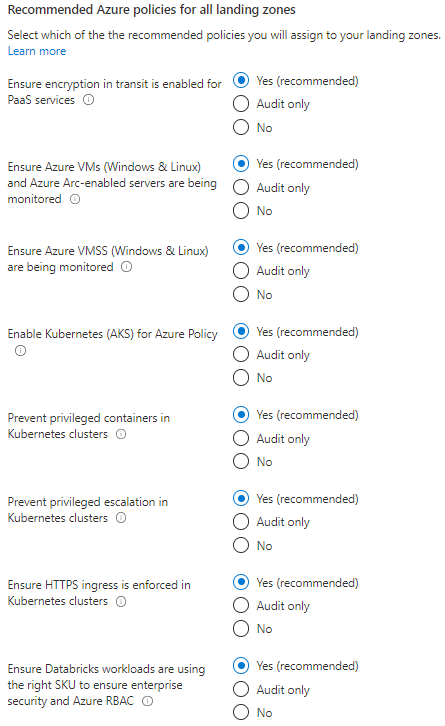 Recommended Azure policies for all landing zones
Select which of the the recommended policies you will assign to your landing zones.
Learn more
Ensure encryption in transit is enabled for
PaaS services
Yes (recommended)
Audit only
No
Ensure Azure VMs (Windows & Linux)
and Azure Arc-enabled servers are being
monitored
Yes (recommended)
Audit only
No
Ensure Azure VMSS (Windows & Linux)
are being monitored
Yes (recommended)
Audit only
No
Enable Kubernetes (AKS) for Azure Policy
Yes (recommended)
Audit only
No
Prevent privileged containers in
Kubernetes clusters
Yes (recommended)
Audit only
No
Prevent privileged escalation in
Kubernetes clusters
Yes (recommended)
Audit only
No
Ensure HTTPS ingress is enforced in
Kubernetes clusters
Yes (recommended)
Audit only
No
Ensure Databricks workloads are using
the right SKU to ensure enterprise
security and Azure RBAC
Yes (recommended)
Audit only
No